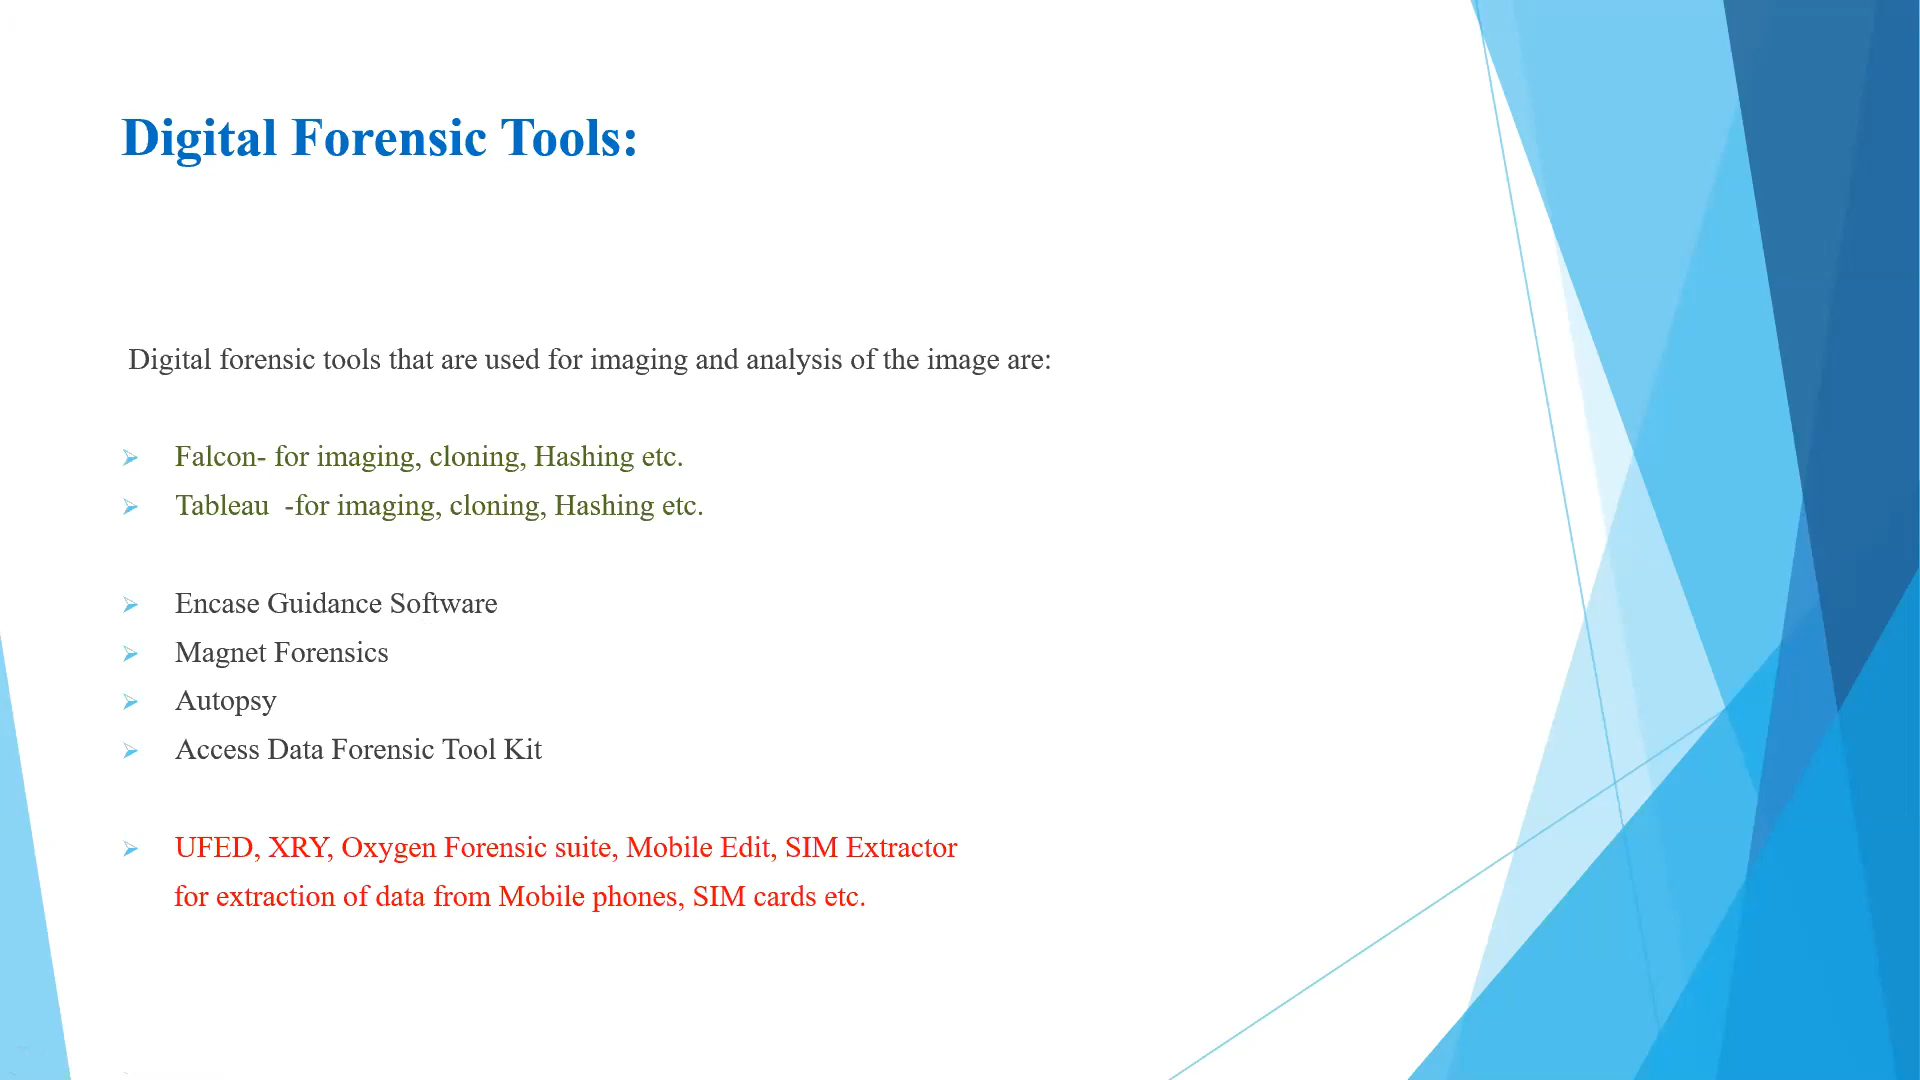 Digital Forensic Tools:
Digital forensic tools that are used for imaging and analysis of the image are:
Falcon- for imaging, cloning, Hashing etc.
Tableau -for imaging, cloning, Hashing etc.
Encase Guidance Software
Magnet Forensics
Autopsy
Access Data Forensic Tool Kit
UFED, XRY, Oxygen Forensic suite, Mobile Edit, SIM Extractor
for extraction of data from Mobile phones, SIM cards etc.